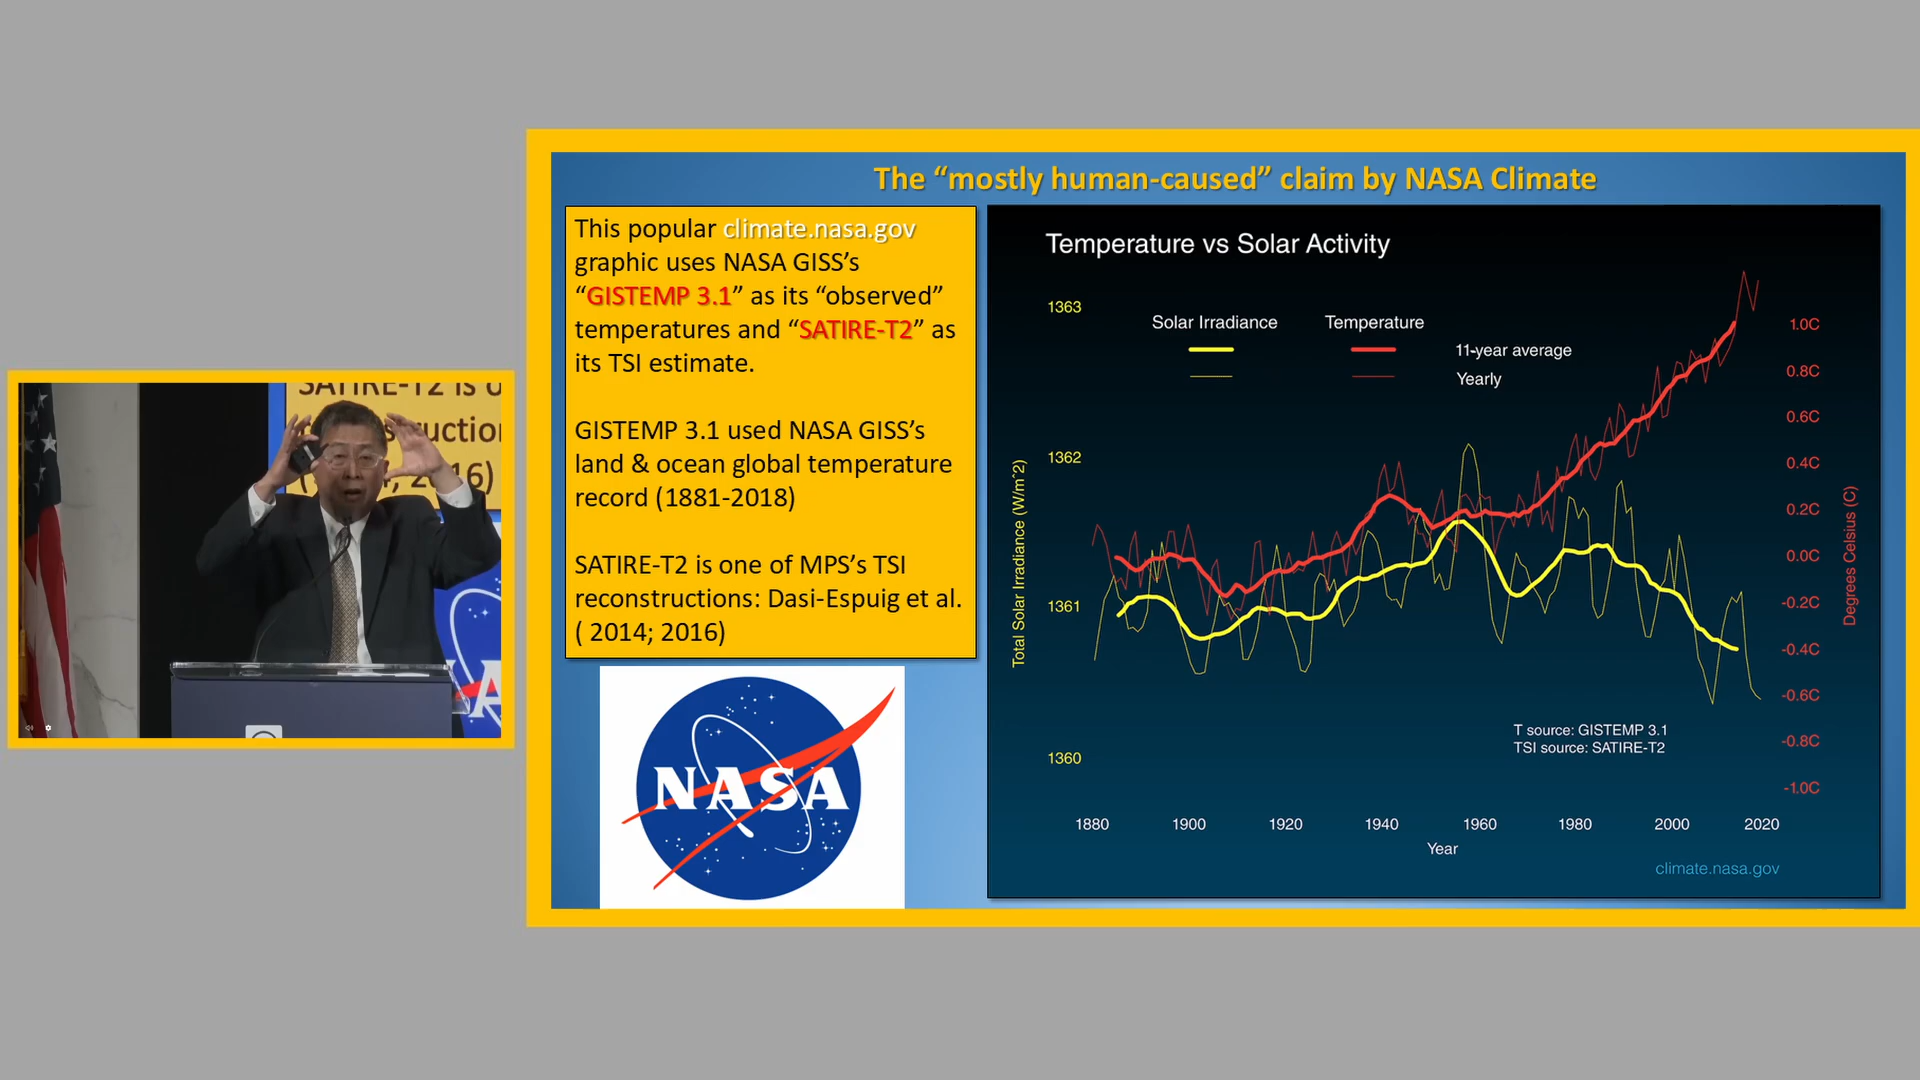 The “mostly human-caused” claim by NASA Climate
This popular climate.nasa.gov
graphic uses NASA GISS’s
“GISTEMP 3.1” as its “observed”
temperatures and “SATIRE-T2” as
its TSI estimate.
GISTEMP 3.1 used NASA GISS’s
land & ocean global temperature
record (1881-2018)
SATIRE-T2 is one of MPS’s TSI
reconstructions: Dasi-Espuig et al.
( 2014; 2016)
NASA
Temperature vs Solar Activity
Solar Irradiance
Temperature
11-year average
Yearly
1363
1362
1361
1360
Total Solar Irradiance (W/m^2)
1.0C
0.8C
0.6C
0.4C
0.2C
0.0C
-0.2C
-0.4C
-0.6C
-0.8C
-1.0C
Degrees Celsius (C)
T source: GISTEMP 3.1
TSI source: SATIRE-T2
1880 1900 1920 1940 1960 1980 2000 2020
Year
climate.nasa.gov
SATIRE-T2 is o